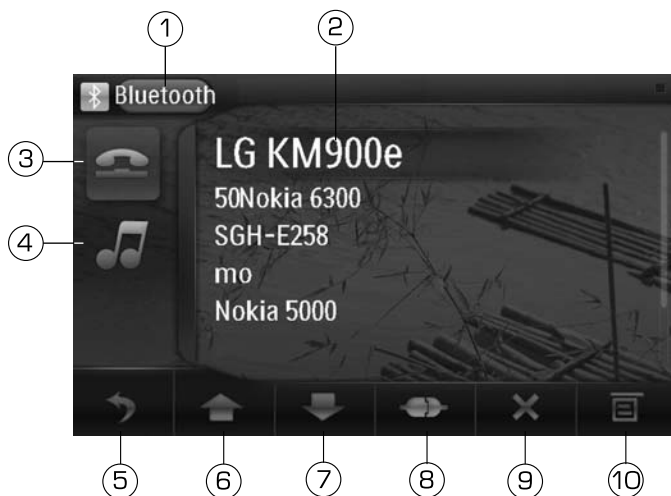 1 2
Bluetooth
3
LG KM900e
50Nokia 6300
SGH-E258
4
mo
Nokia 5000
5 6 7 8 9 10